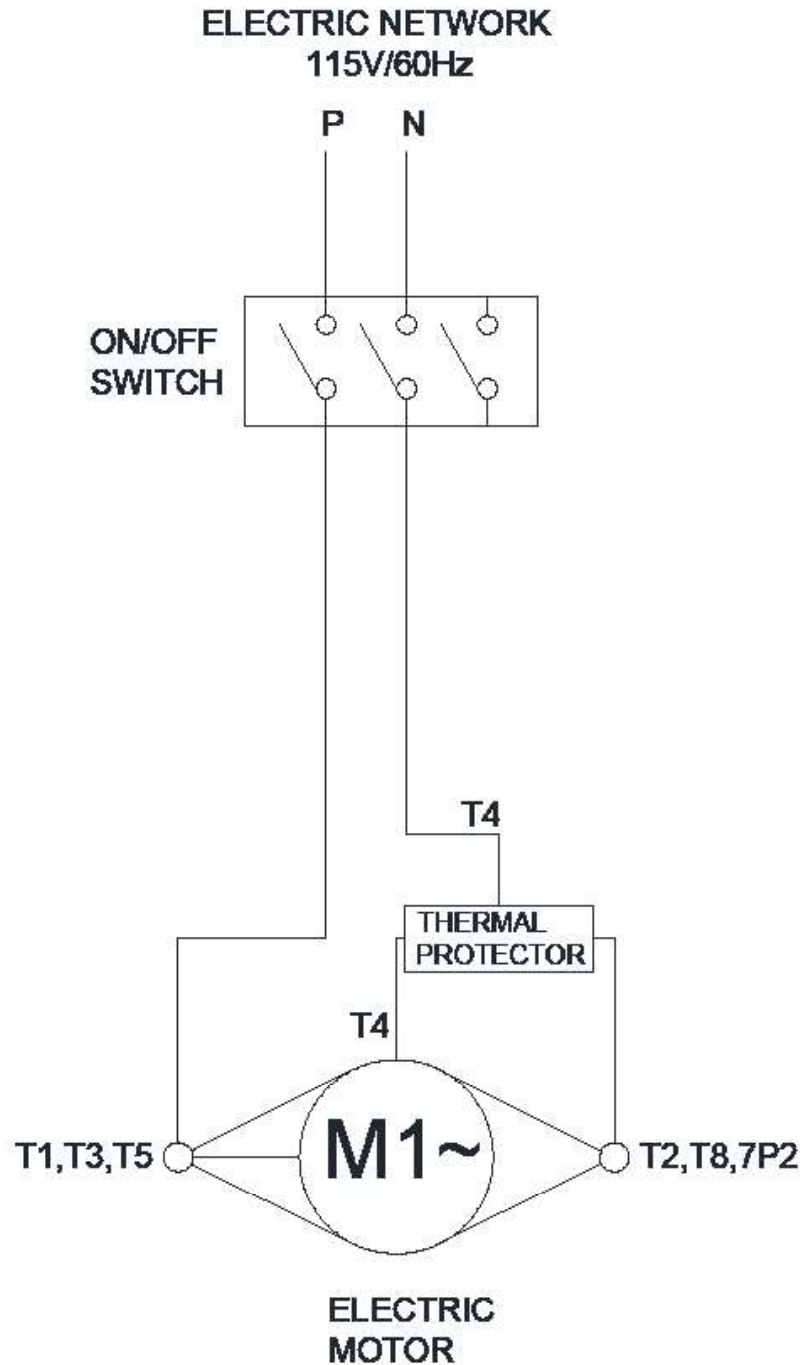 ELECTRIC NETWORK
115V/60Hz
P N
ON/OFF
SWITCH
T4
THERMAL
PROTECTOR
T4
T1,T3,T5
M1~
T2,T8,7P2
ELECTRIC
MOTOR